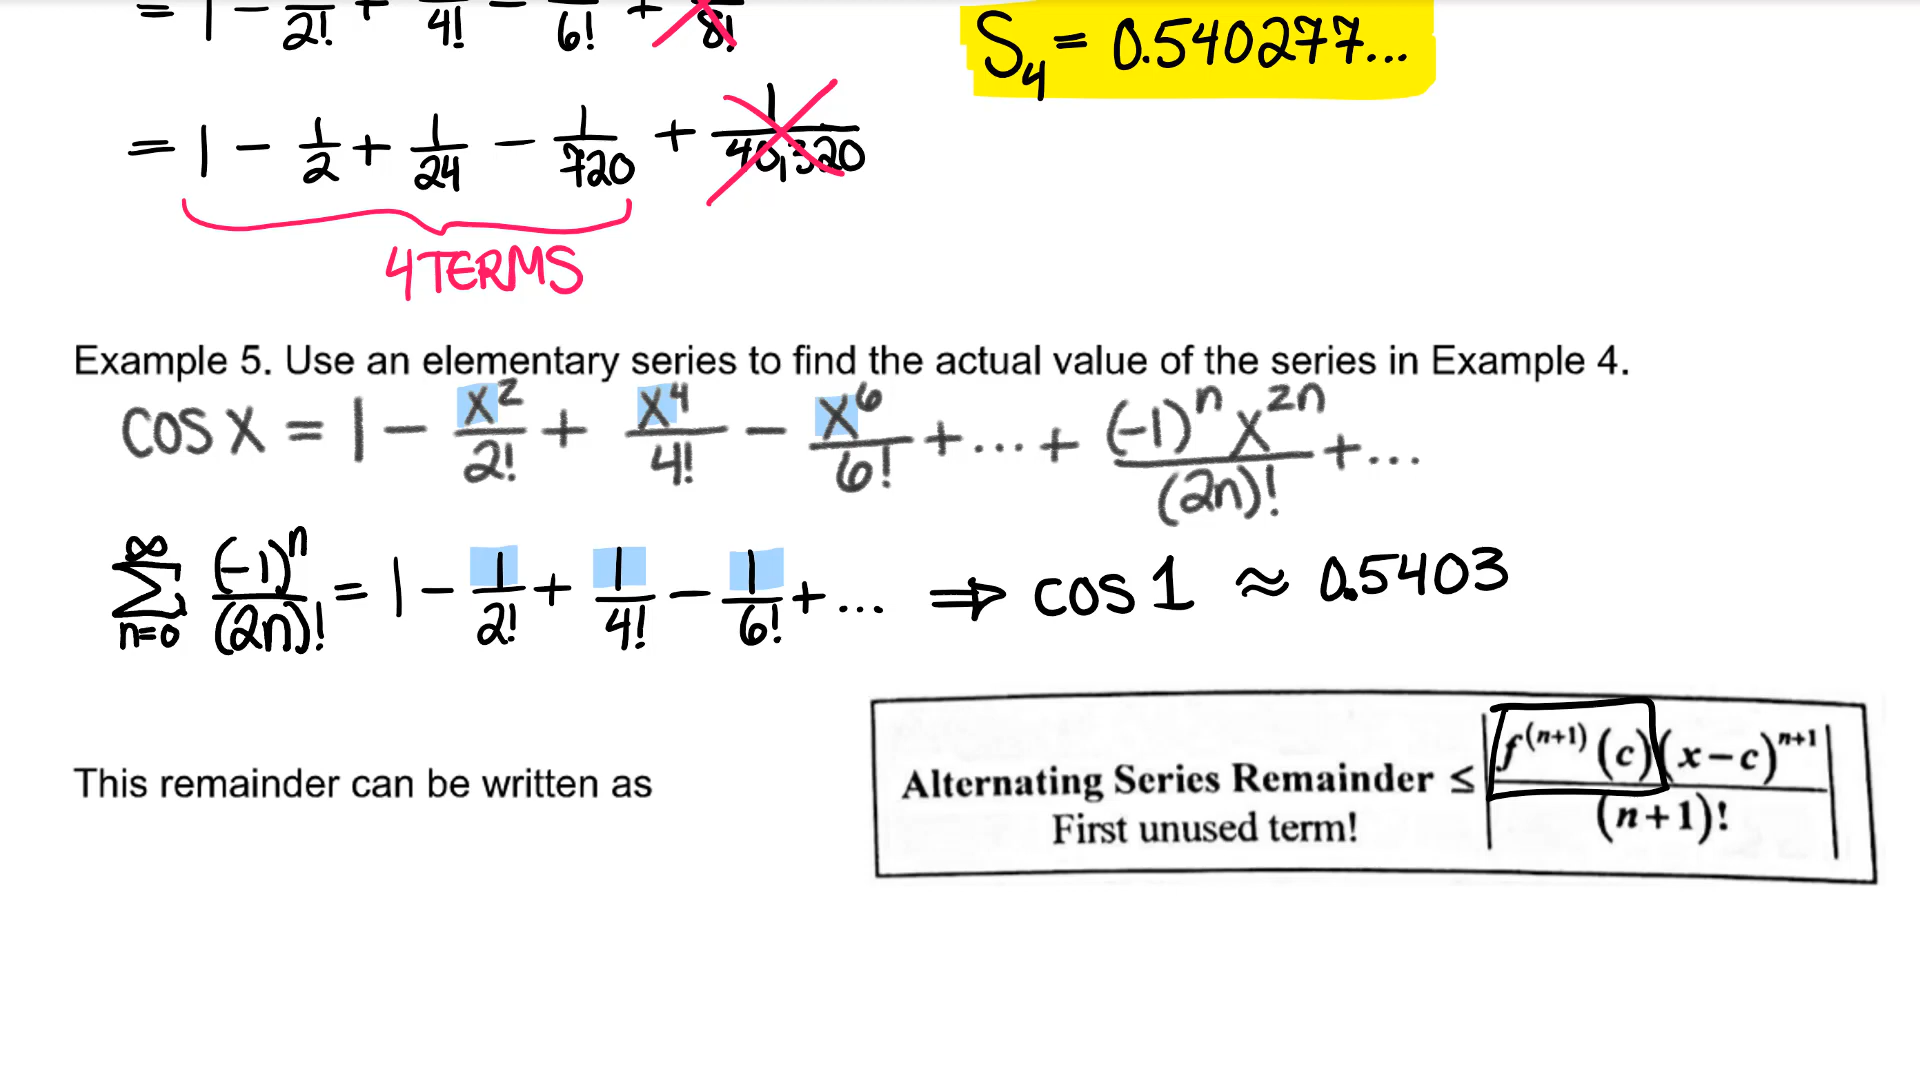 = 1 - /2! + /4! - /6! + /8!
S₄ = 0.540277...
= 1 - 1/2 + 1/24 - 1/720 + 1/40,320
4 TERMS
Example 5. Use an elementary series to find the actual value of the series in Example 4.
COS X = 1 - x²/2! + x⁴/4! - x⁶/6! + ... + (-1)ⁿ x²ⁿ/(2n)! + ...
∞ Σ n=0 (-1)ⁿ/(2n)! = 1 - 1/2! + 1/4! - 1/6! + ... ⇒ cos 1 ≈ 0.5403
This remainder can be written as
Alternating Series Remainder ≤ |f⁽ⁿ⁺¹⁾(c)(x-c)ⁿ⁺¹/(n+1)!|
First unused term!